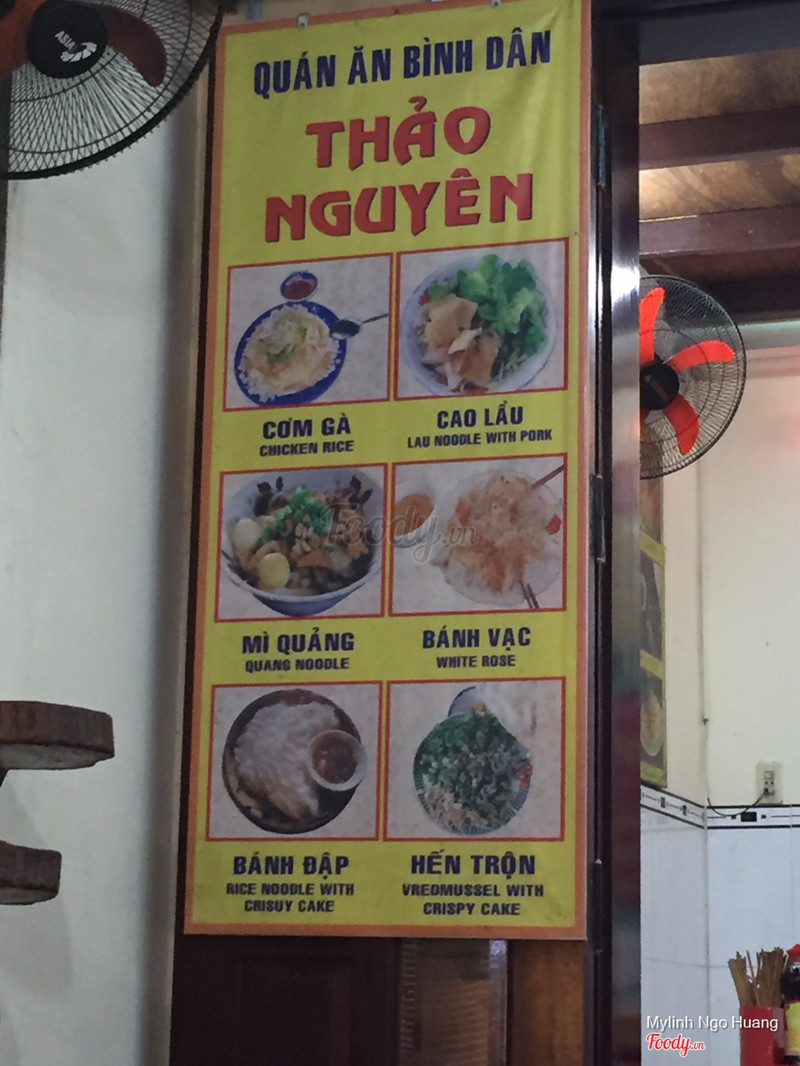 ASIA
QUÁN ĂN BÌNH DÂN
THẢO
NGUYÊN
CƠM GÀ
CHICKEN RICE
CAO LẦU
LAU NOODLE WITH PORK
Foody.vn
MÌ QUẢNG
QUANG NOODLE
BÁNH VẠC
WHITE ROSE
BÁNH ĐẬP
RICE NOODLE WITH
CRISUY CAKE
HẾN TRỘN
VREDMUSSEL WITH
CRISPY CAKE
Mylinh Ngo Huang
Foody.vn